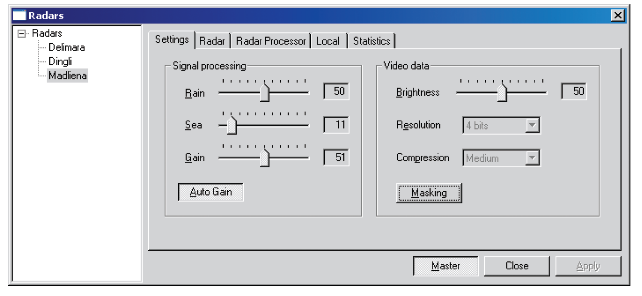 Radars
Radars
Delimara
Dingli
Madliena
Settings Radar Radar Processor Local Statistics
Signal processing
Rain 50
Sea 11
Gain 51
Auto Gain
Video data
Brightness 50
Resolution 4 bits
Compression Medium
Masking
Master Close Apply